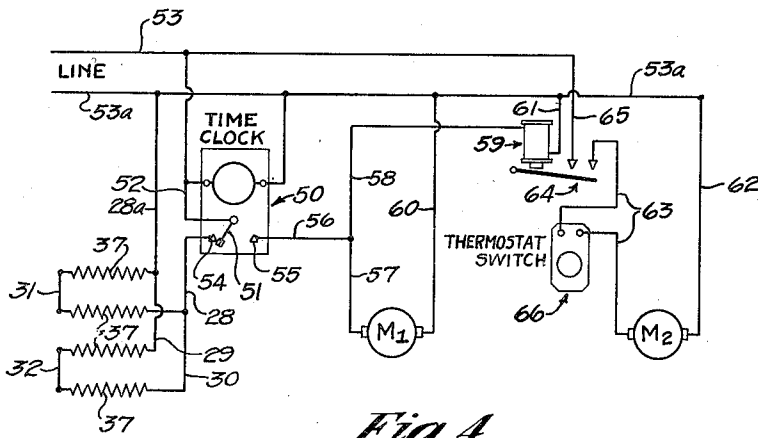 53
LINE
53a
53a
TIME
CLOCK
61
65
59
52
50
58
60
64
62
28a
56
63
THERMOSTAT
SWITCH
37
54
51
55
57
31
28
66
37
M1
M2
37
29
32
30
37
Fig. 4.